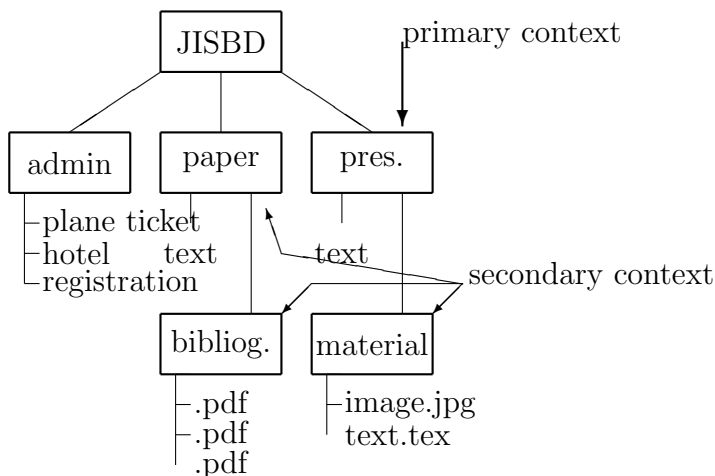 JISBD
primary context
admin
paper
pres.
plane ticket
hotel
registration
text
text
secondary context
bibliog.
material
.pdf
.pdf
.pdf
image.jpg
text.tex